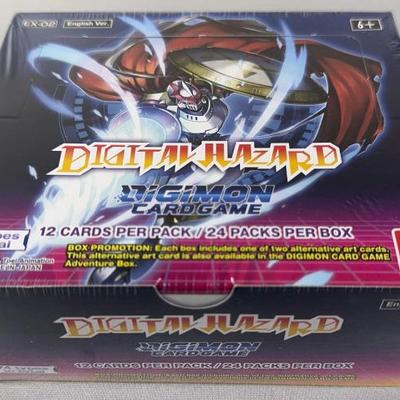 EX-02
English Ver.
6+
DIGITAL HAZARD
DIGIMON
CARD GAME
12 CARDS PER PACK / 24 PACKS PER BOX
BOX PROMOTION: Each box includes one of two alternative art cards.
This alternative art card is also available in the DIGIMON CARD GAME
Adventure Box.
Animation
JAPAN
DIGITAL HAZARD
DIGIMON
CARD GAME
12 CARDS PER PACK / 24 PACKS PER BOX